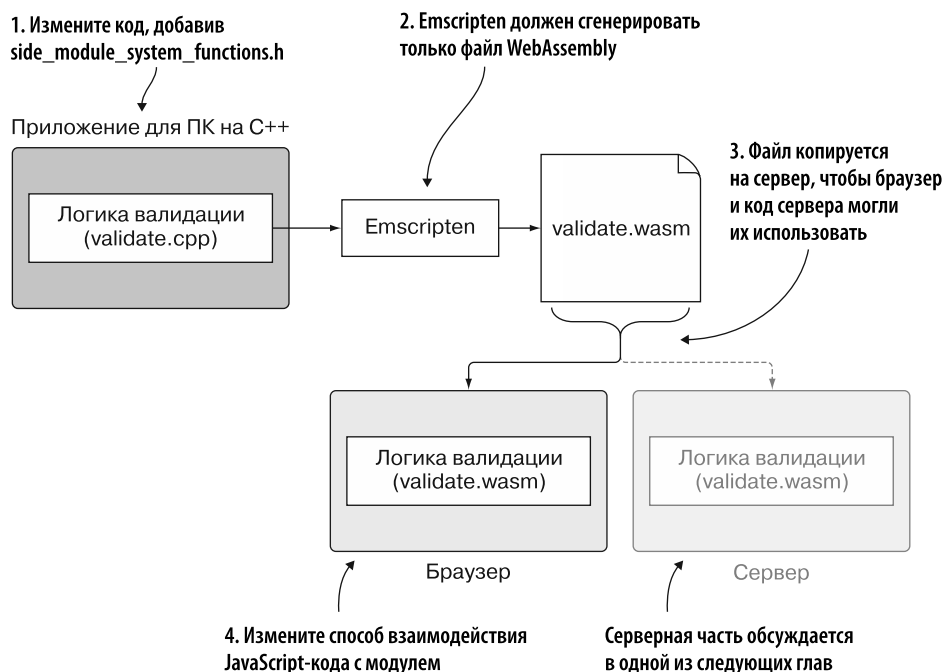 1. Измените код, добавив
side_module_system_functions.h
2. Emscripten должен сгенерировать
только файл WebAssembly
Приложение для ПК на C++
Логика валидации
(validate.cpp)
Emscripten
validate.wasm
3. Файл копируется
на сервер, чтобы браузер
и код сервера могли
их использовать
Логика валидации
(validate.wasm)
Браузер
Логика валидации
(validate.wasm)
Сервер
4. Измените способ взаимодействия
JavaScript-кода с модулем
Серверная часть обсуждается
в одной из следующих глав